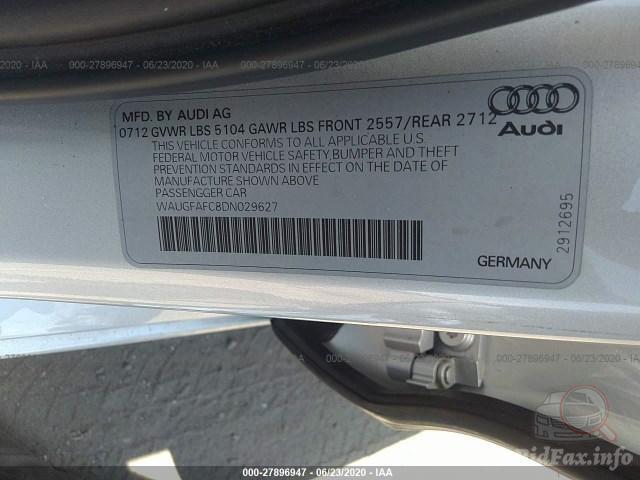 000-27896947 - 06/23/2020 - IAA
MFD. BY AUDI AG
0712 GVWR LBS 5104 GAWR LBS FRONT 2557/REAR 2712
THIS VEHICLE CONFORMS TO ALL APPLICABLE U.S.
FEDERAL MOTOR VEHICLE SAFETY,BUMPER AND THEFT
PREVENTION STANDARDS IN EFFECT ON THE DATE OF
MANUFACTURE SHOWN ABOVE
PASSENGGER CAR
WAUGFAFC8DN029627
Audi
2912695
GERMANY
000-27896947 - 06/23/2020 - IAA
BidFax.info
000-27896947 - 06/23/2020 - IAA